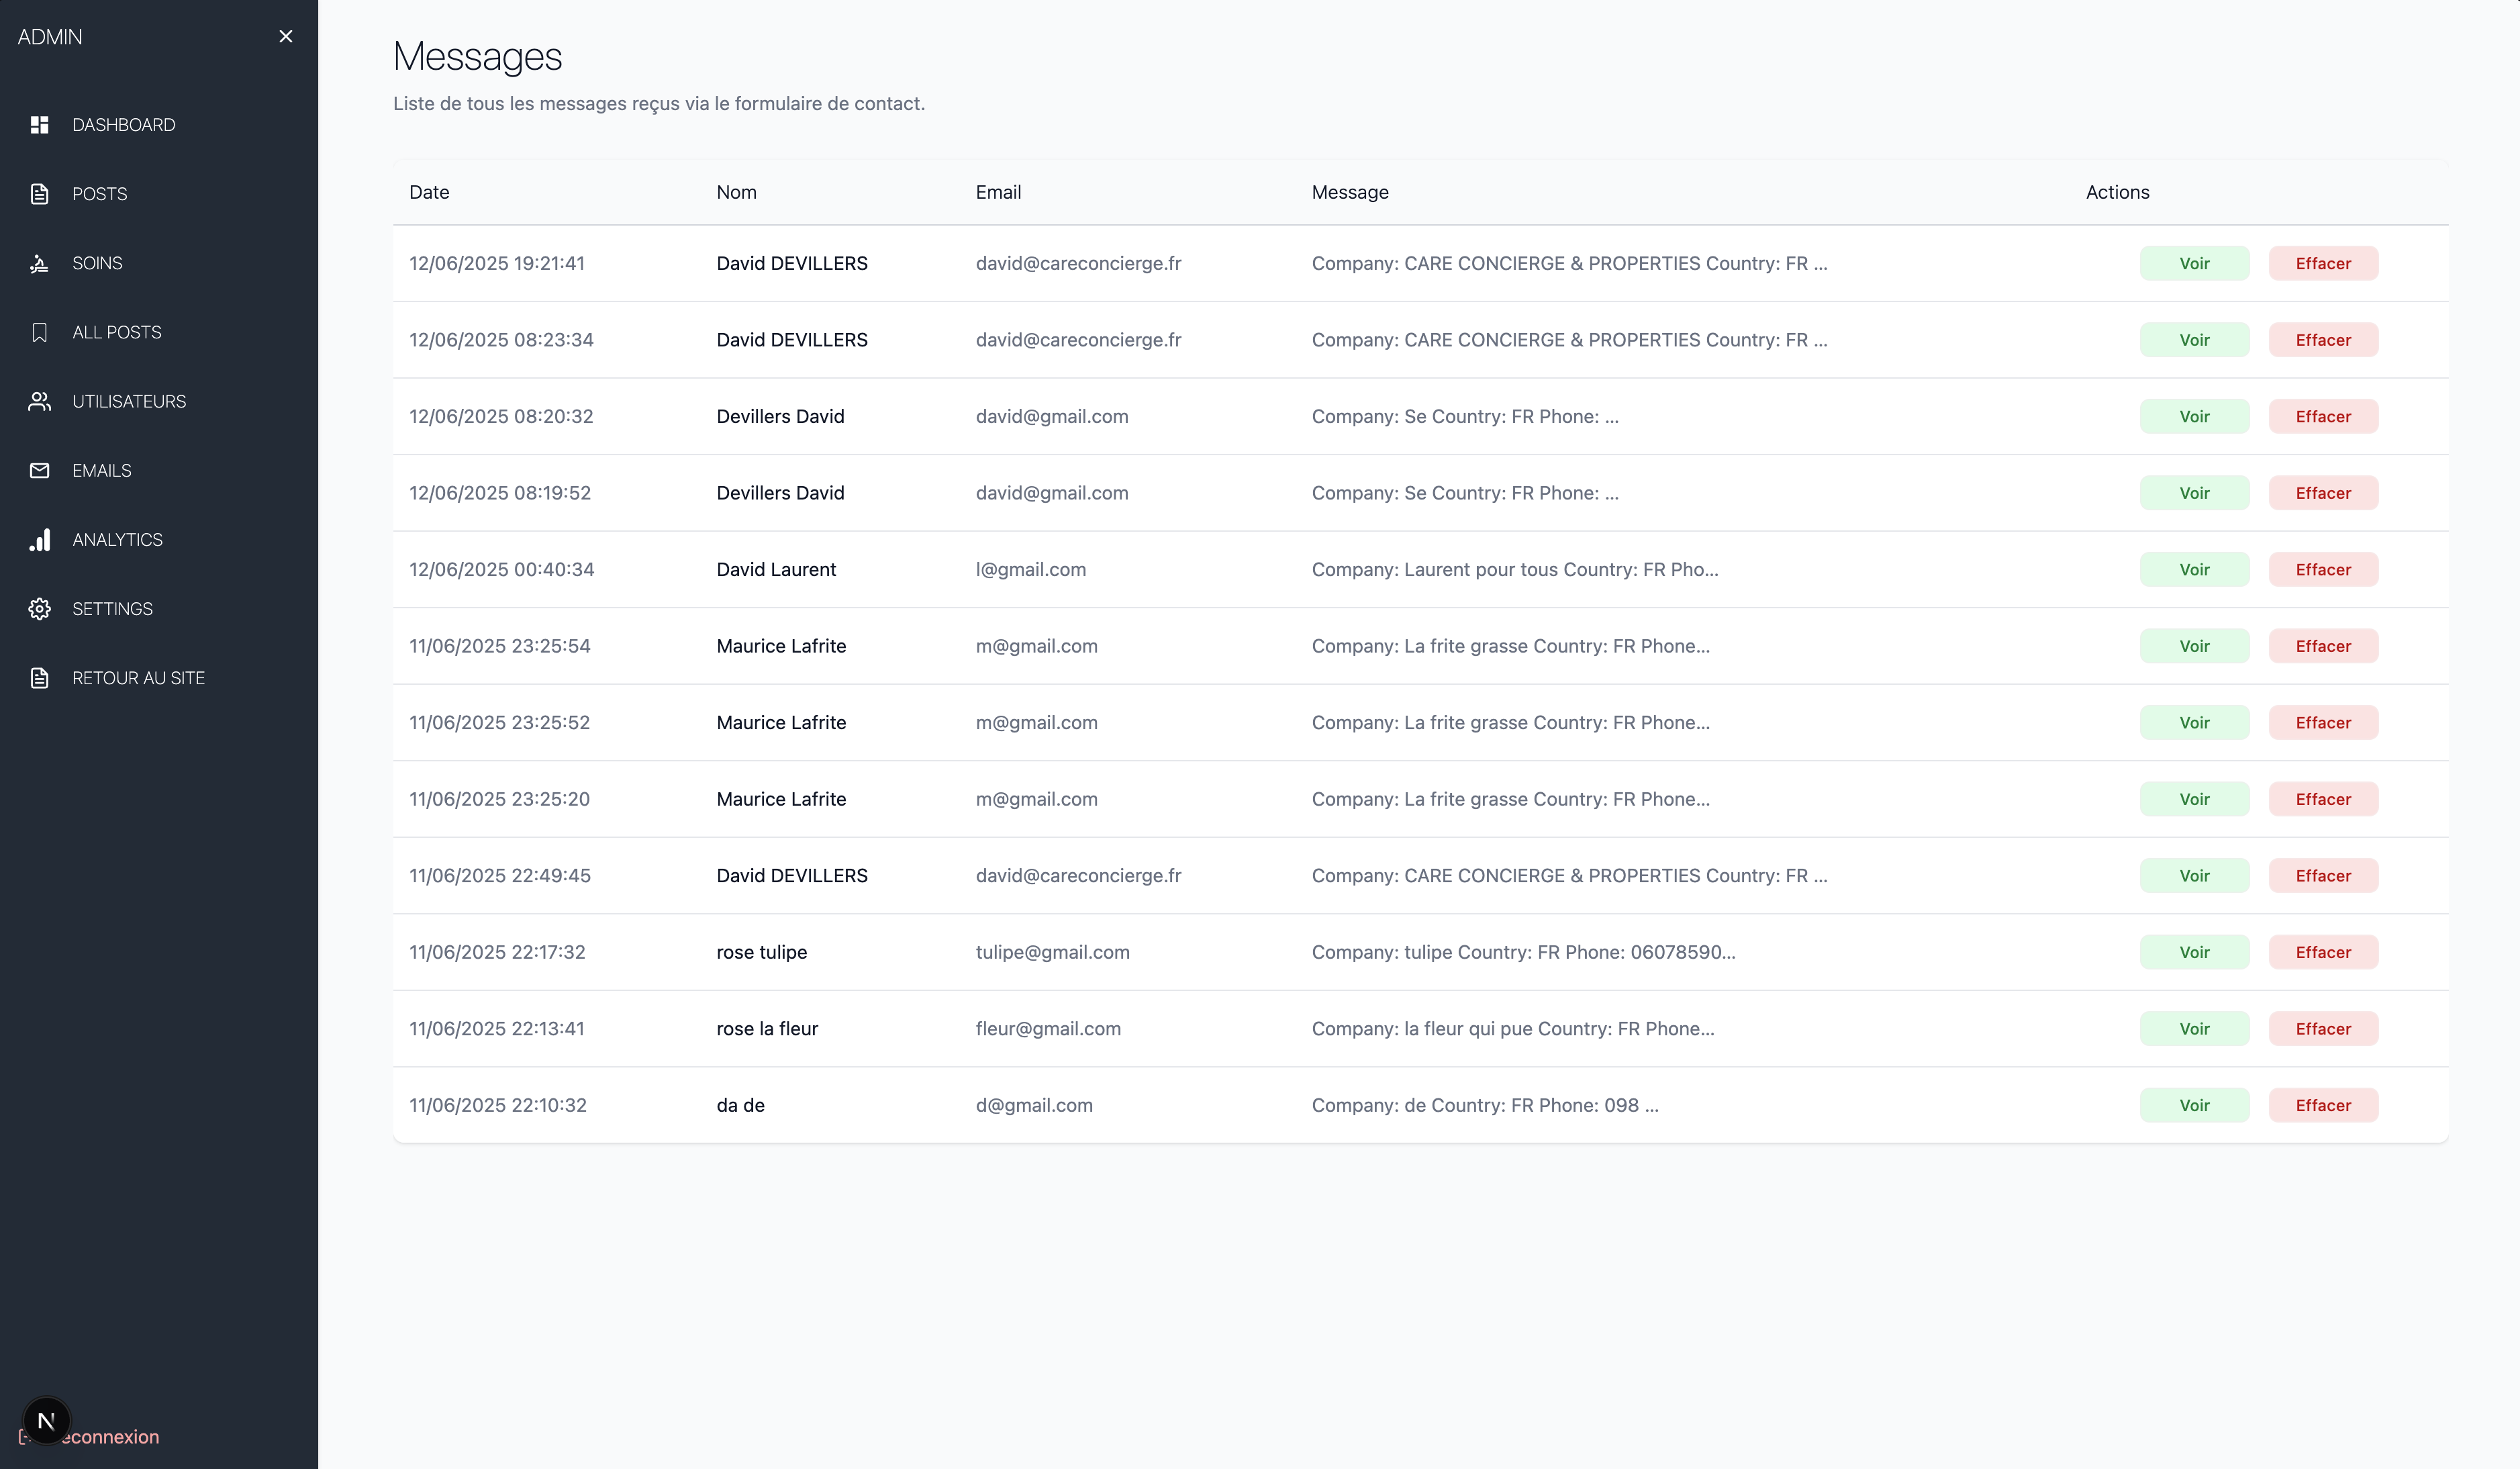 ADMIN
DASHBOARD
POSTS
SOINS
ALL POSTS
UTILISATEURS
EMAILS
ANALYTICS
SETTINGS
RETOUR AU SITE
N
econnexion
Messages
Liste de tous les messages reçus via le formulaire de contact.
Date Nom Email Message Actions
12/06/2025 19:21:41 David DEVILLERS david@careconcierge.fr Company: CARE CONCIERGE & PROPERTIES Country: FR ... Voir Effacer
12/06/2025 08:23:34 David DEVILLERS david@careconcierge.fr Company: CARE CONCIERGE & PROPERTIES Country: FR ... Voir Effacer
12/06/2025 08:20:32 Devillers David david@gmail.com Company: Se Country: FR Phone: ... Voir Effacer
12/06/2025 08:19:52 Devillers David david@gmail.com Company: Se Country: FR Phone: ... Voir Effacer
12/06/2025 00:40:34 David Laurent l@gmail.com Company: Laurent pour tous Country: FR Pho... Voir Effacer
11/06/2025 23:25:54 Maurice Lafrite m@gmail.com Company: La frite grasse Country: FR Phone... Voir Effacer
11/06/2025 23:25:52 Maurice Lafrite m@gmail.com Company: La frite grasse Country: FR Phone... Voir Effacer
11/06/2025 23:25:20 Maurice Lafrite m@gmail.com Company: La frite grasse Country: FR Phone... Voir Effacer
11/06/2025 22:49:45 David DEVILLERS david@careconcierge.fr Company: CARE CONCIERGE & PROPERTIES Country: FR ... Voir Effacer
11/06/2025 22:17:32 rose tulipe tulipe@gmail.com Company: tulipe Country: FR Phone: 06078590... Voir Effacer
11/06/2025 22:13:41 rose la fleur fleur@gmail.com Company: la fleur qui pue Country: FR Phone... Voir Effacer
11/06/2025 22:10:32 da de d@gmail.com Company: de Country: FR Phone: 098 ... Voir Effacer